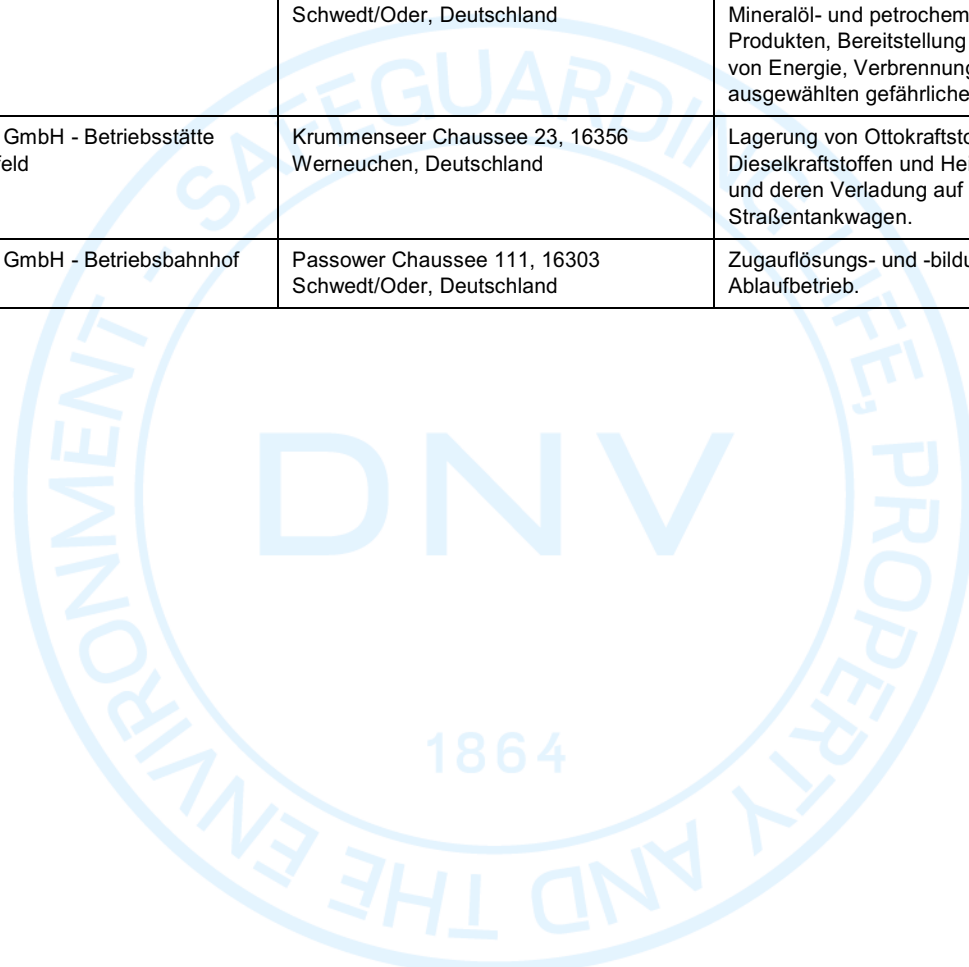 Schwedt/Oder, Deutschland
Mineralöl- und petrochem
Produkten, Bereitstellung
von Energie, Verbrennung
ausgewählten gefährliche
GmbH - Betriebsstätte
feld
Krummenseer Chaussee 23, 16356
Werneuchen, Deutschland
Lagerung von Ottokraftsto
Dieselkraftstoffen und Hei
und deren Verladung auf
Straßentankwagen.
GmbH - Betriebsbahnhof
Passower Chaussee 111, 16303
Schwedt/Oder, Deutschland
Zugauflösungs- und -bildu
Ablaufbetrieb.
SAFEGUARDING LIFE, PROPERTY AND THE ENVIRONMENT -
DNV
1864